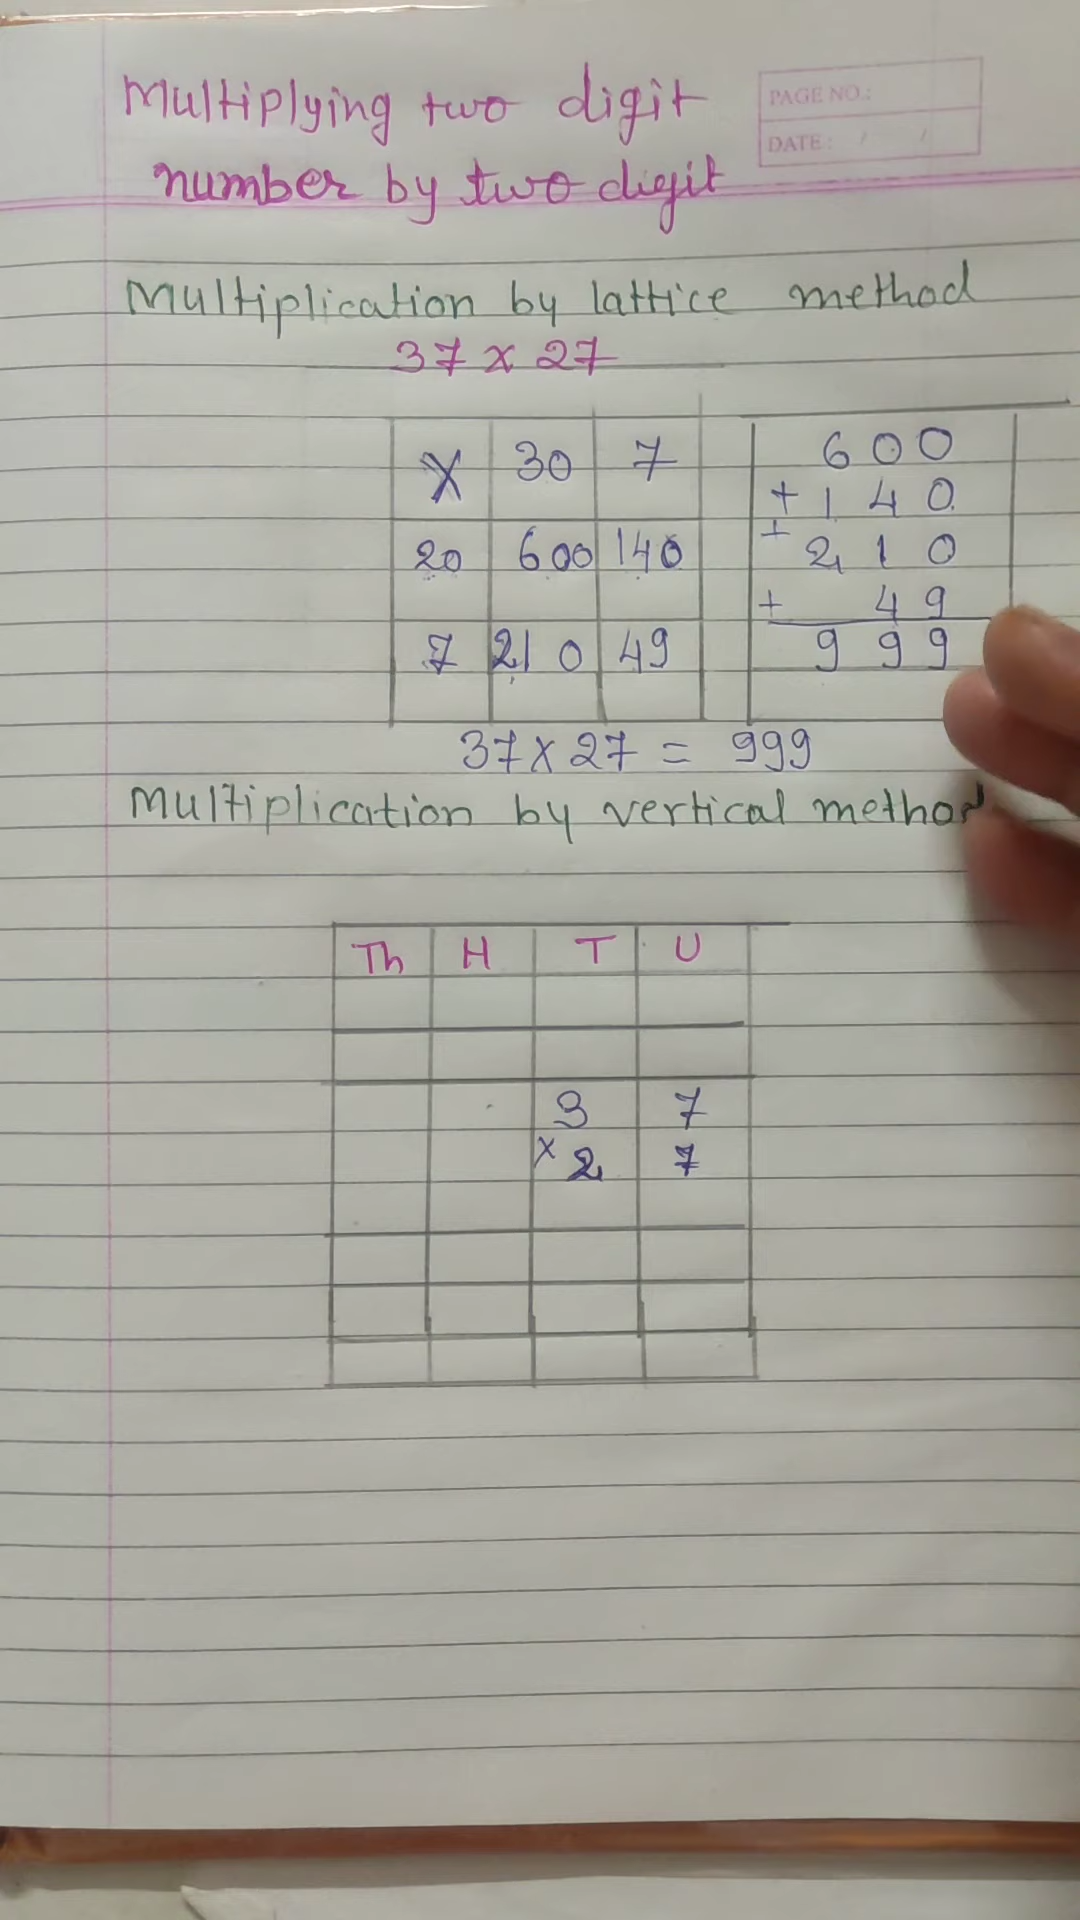 Multiplying two digit
PAGE NO.:
DATE: / /
number by two digit
Multiplication by lattice method
37 x 27
X 30 7
20 600 140
7 210 49
600
+ 140
+ 210
+ 49
999
37 x 27 = 999
Multiplication by vertical method
Th H T U
3 7
x 2 7